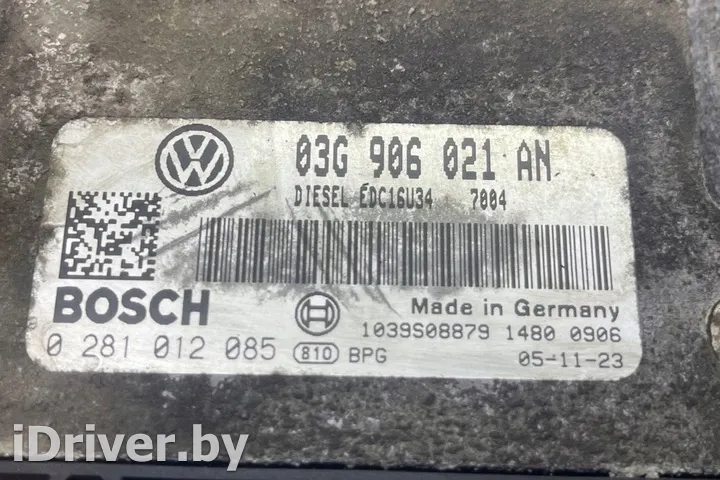 03G 906 021 AN
DIESEL EDC16U34 7004
BOSCH
Made in Germany
1039S08879 1480 0906
0 281 012 085 810 BPG 05-11-23
iDriver.by